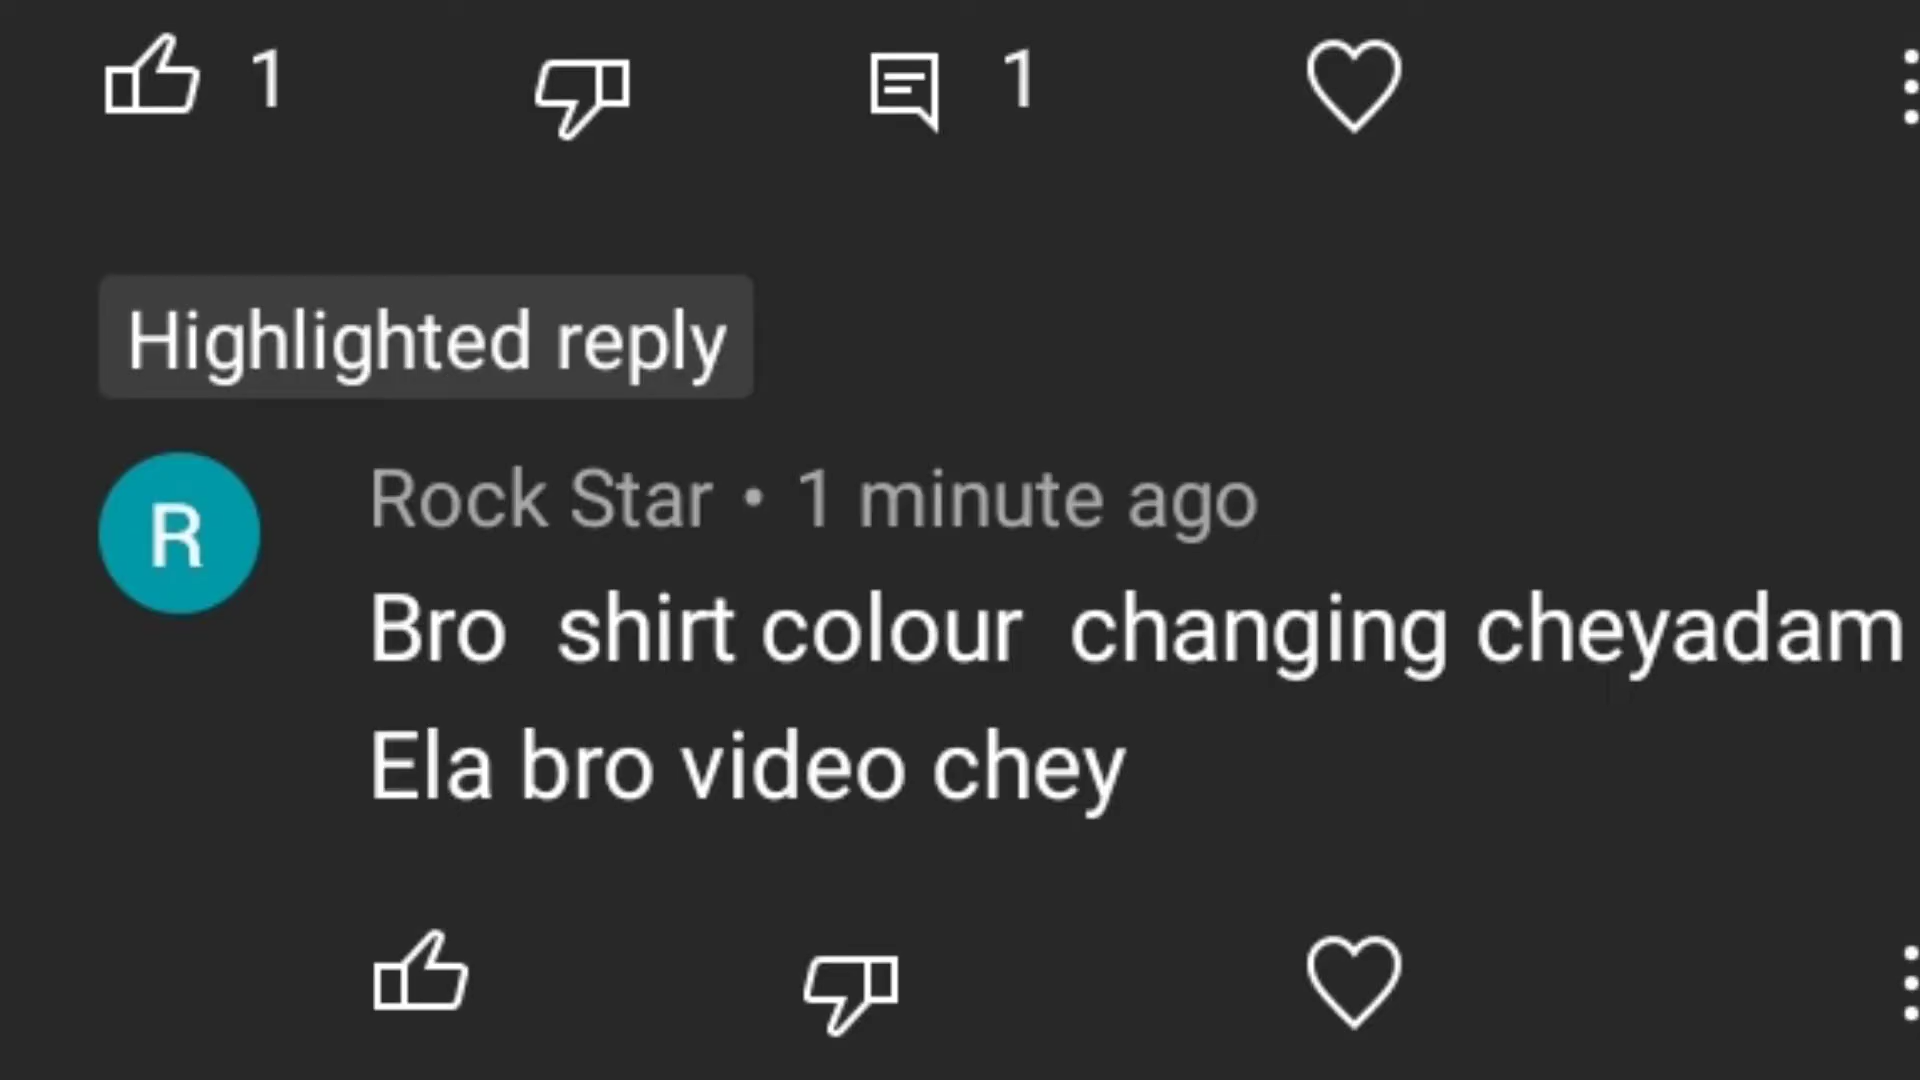 1 1
Highlighted reply
R
Rock Star • 1 minute ago
Bro shirt colour changing cheyadam
Ela bro video chey